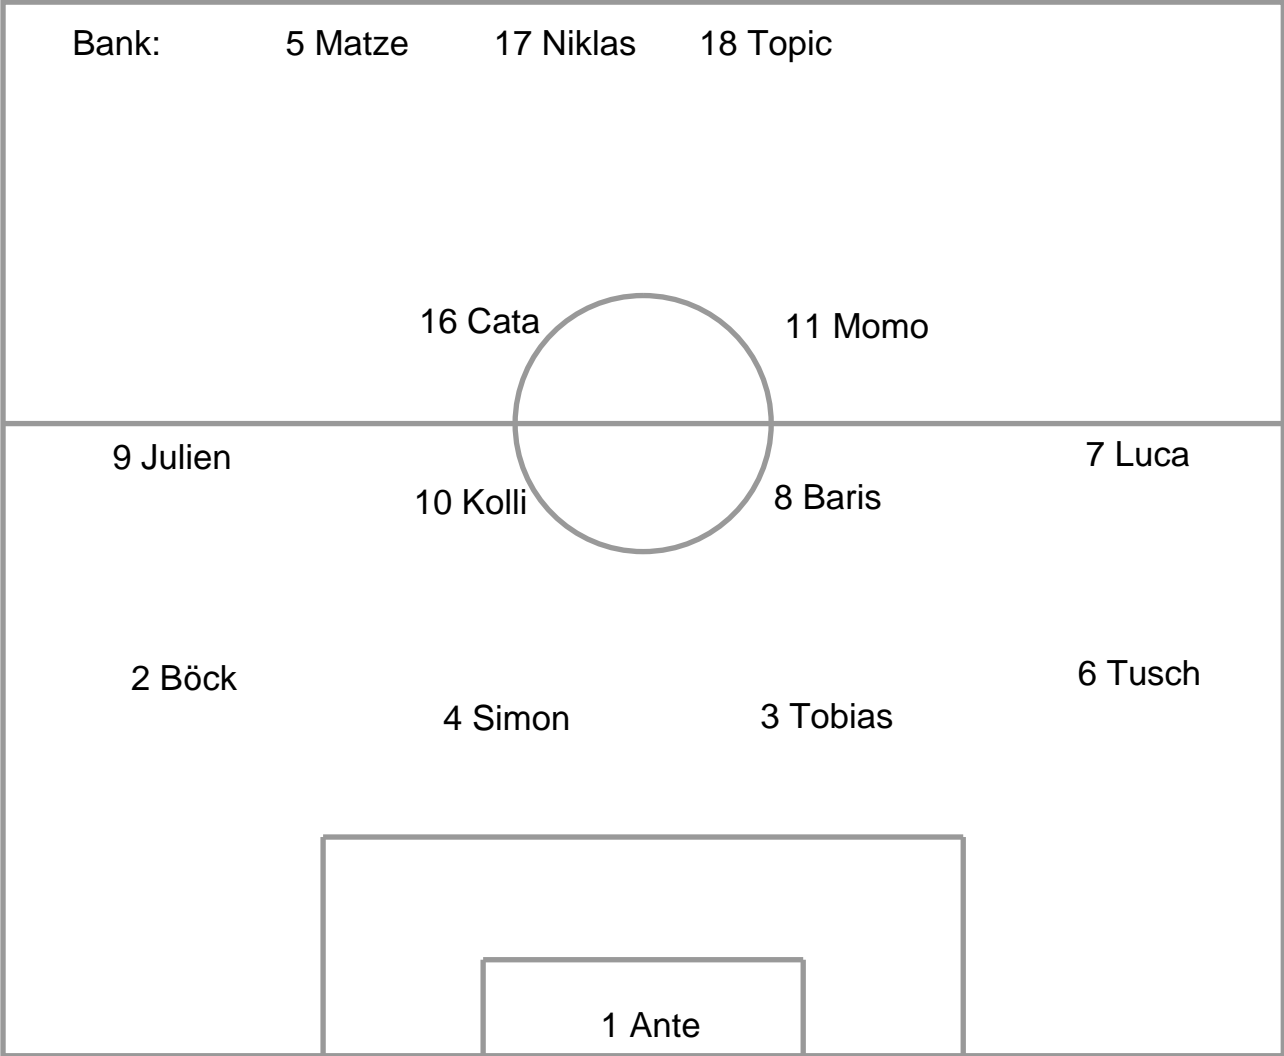 Bank: 5 Matze 17 Niklas 18 Topic
16 Cata 11 Momo
9 Julien 7 Luca
10 Kolli 8 Baris
2 Böck 6 Tusch
4 Simon 3 Tobias
1 Ante